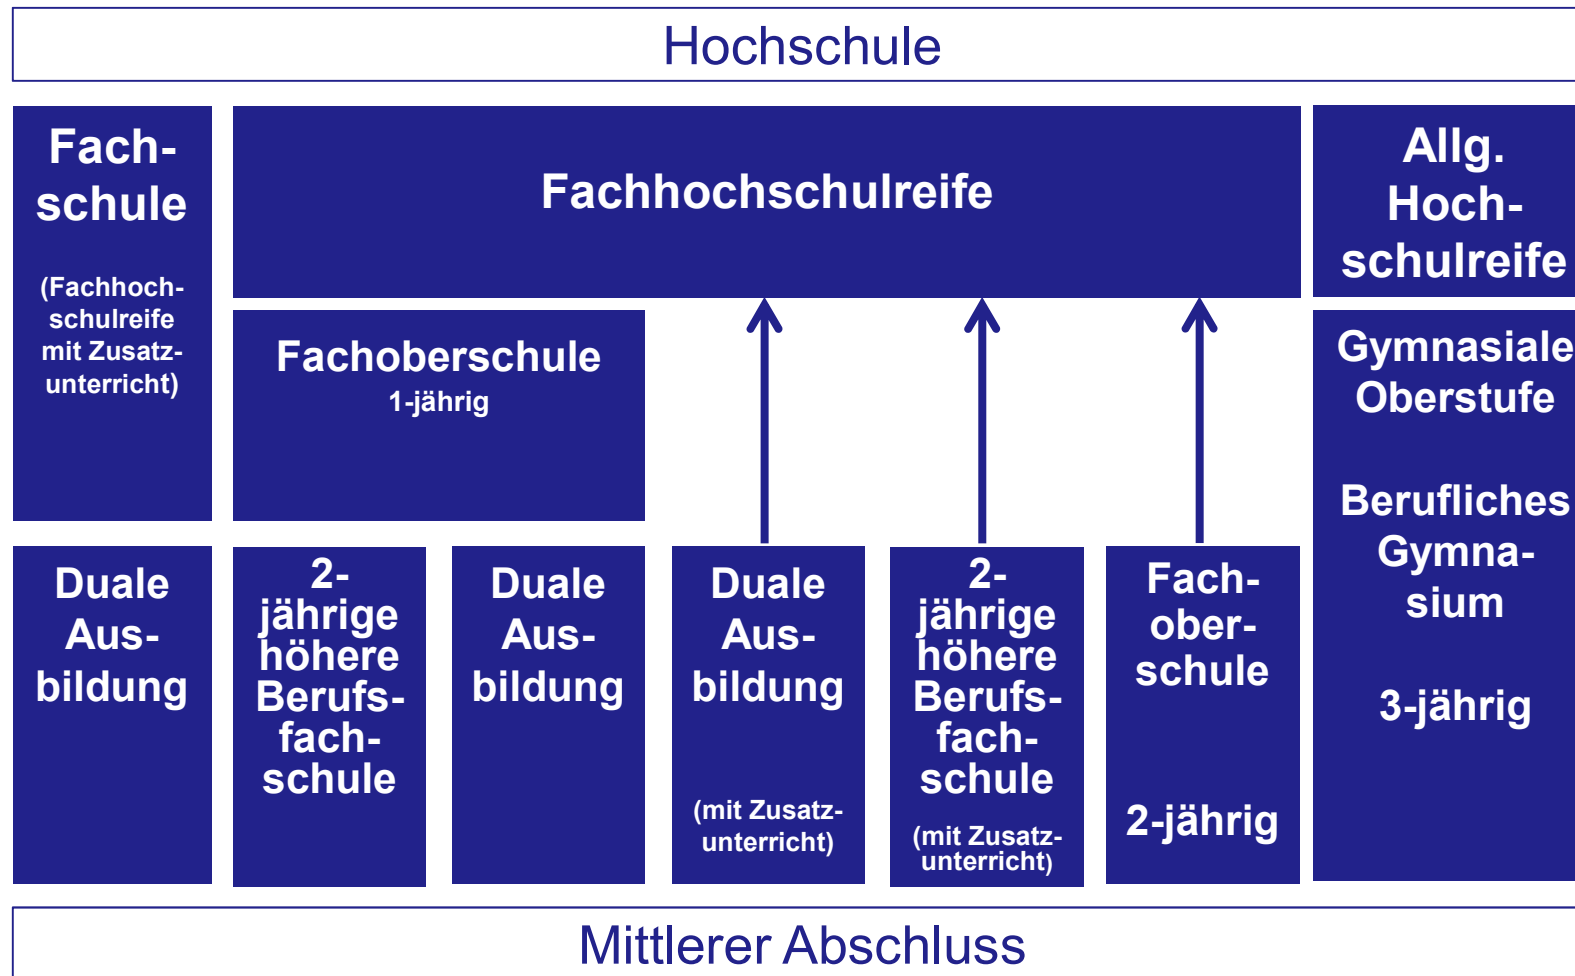 Hochschule
Fach-
schule
(Fachhoch-
schulreife
mit Zusatz-
unterricht)
Fachhochschulreife
Allg.
Hoch-
schulreife
Fachoberschule
1-jährig
Gymnasiale
Oberstufe
Berufliches
Gymna-
sium
3-jährig
Duale
Aus-
bildung
2-
jährige
höhere
Berufs-
fach-
schule
Duale
Aus-
bildung
Duale
Aus-
bildung
(mit Zusatz-
unterricht)
2-
jährige
höhere
Berufs-
fach-
schule
(mit Zusatz-
unterricht)
Fach-
ober-
schule
2-jährig
Mittlerer Abschluss